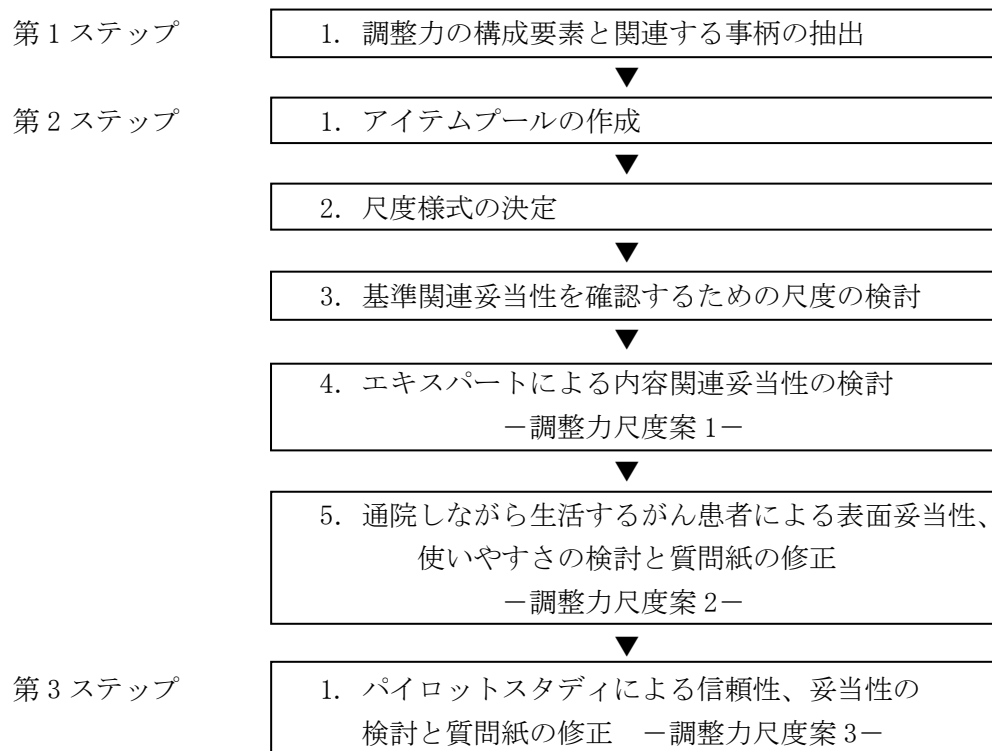 第1ステップ 1. 調整力の構成要素と関連する事柄の抽出
▼
第2ステップ 1. アイテムプールの作成
▼
2. 尺度様式の決定
▼
3. 基準関連妥当性を確認するための尺度の検討
▼
4. エキスパートによる内容関連妥当性の検討
－調整力尺度案1－
▼
5. 通院しながら生活するがん患者による表面妥当性、
使いやすさの検討と質問紙の修正
－調整力尺度案2－
▼
第3ステップ 1. パイロットスタディによる信頼性、妥当性の
検討と質問紙の修正 －調整力尺度案3－